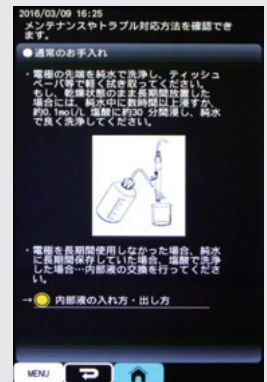 2016/03/09 16:25
メンテナンスやトラブル対応方法を確認でき
ます。
●通常のお手入れ
・電極の先端を純水で洗浄し、ティッシュ
ペーパ等で軽く拭き取ってください。
もし、乾燥状態のまま長期間放置した
場合には、純水中に数時間以上浸すか、
約0.1mol/L 塩酸に約30 分間浸し、純水
で良く洗浄してください。
・電極を長期間使用しなかった場合、純水
に長期間保存していた場合、塩酸で洗浄
した場合…内部液の交換を行ってくださ
い。
→ 内部液の入れ方・出し方
MENU